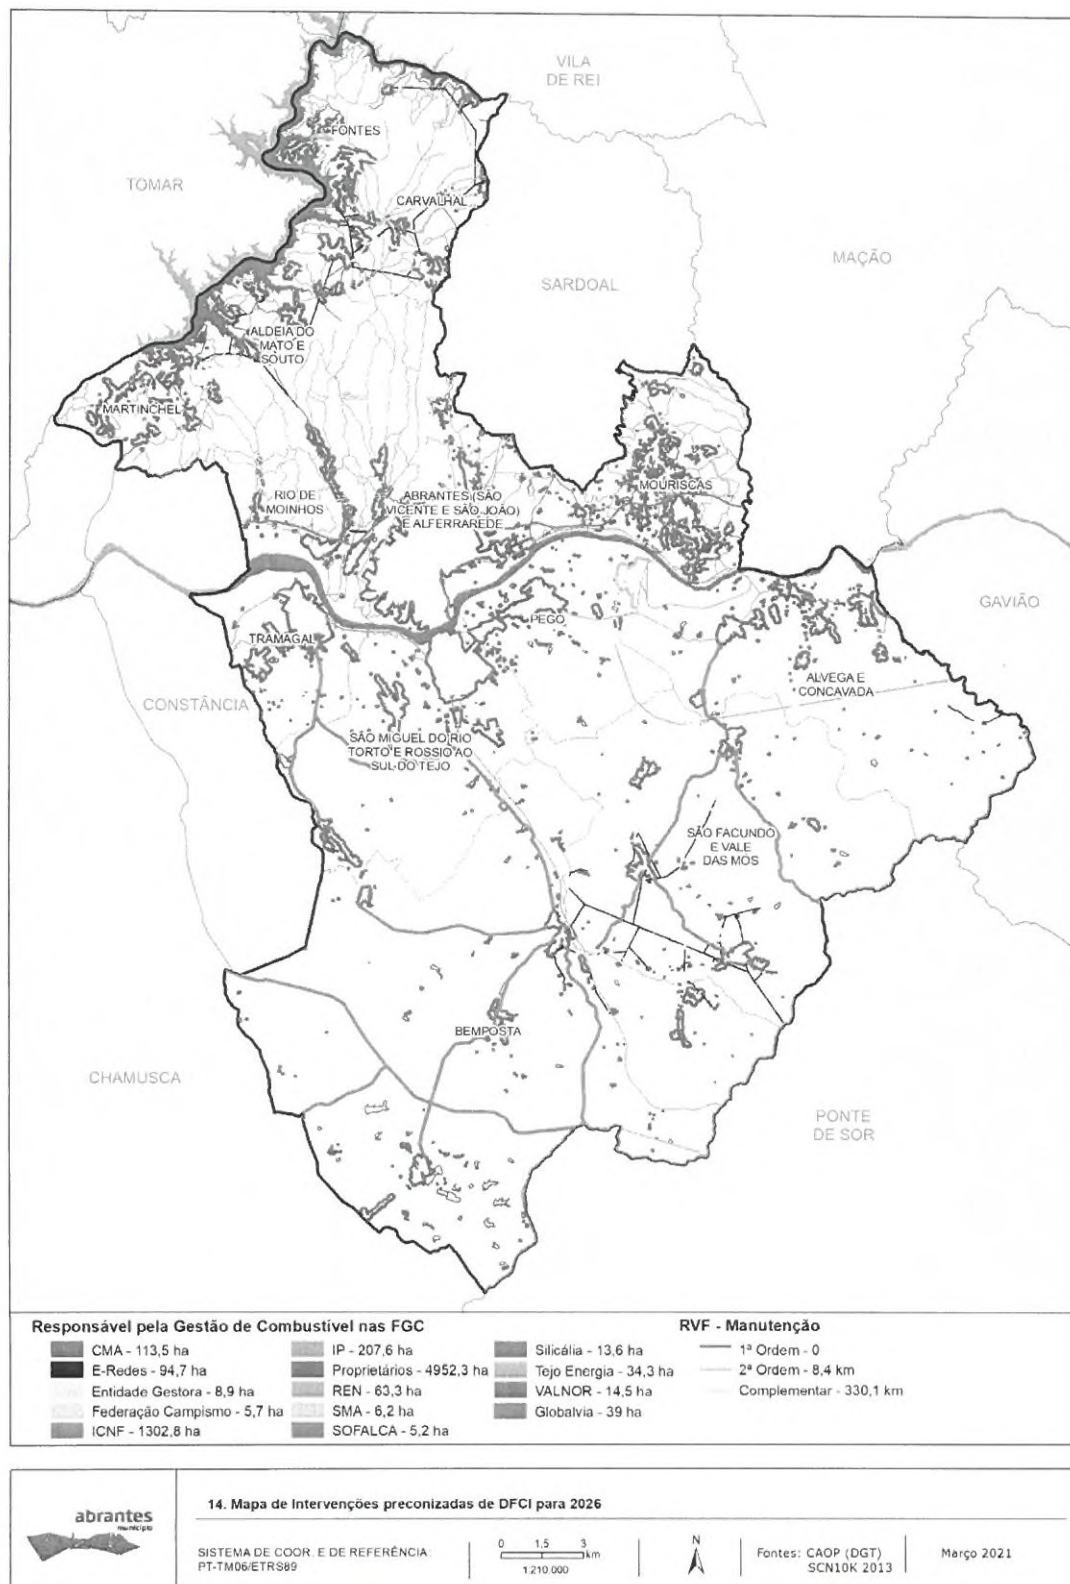 VILA
DE REI
FONTES
TOMAR
CARVALHAL
MAÇÃO
SARDOAL
ALDEIA DO
MATO E
SOUTO
MARTINCHEL
MOURISCAS
RIO DE
MOINHOS
ABRANTES (SÃO
VICENTE E SÃO JOÃO)
E ALFERRAREDE
GAVIÃO
PEGO
TRAMAGAL
ALVEGA E
CONCAVADA
CONSTÂNCIA
SÃO MIGUEL DO RIO
TORTO E ROSSIO AO
SUL DO TEJO
SÃO FACUNDO
E VALE
DAS MÓS
BEMPOSTA
CHAMUSCA
PONTE
DE SOR
Responsável pela Gestão de Combustível nas FGC
CMA - 113,5 ha
E-Redes - 94,7 ha
Entidade Gestora - 8,9 ha
Federação Campismo - 5,7 ha
ICNF - 1302,8 ha
IP - 207,6 ha
Proprietários - 4952,3 ha
REN - 63,3 ha
SMA - 6,2 ha
SOFALCA - 5,2 ha
Silicália - 13,6 ha
Tejo Energia - 34,3 ha
VALNOR - 14,5 ha
Globalvia - 39 ha
RVF - Manutenção
1ª Ordem - 0
2ª Ordem - 8,4 km
Complementar - 330,1 km
abrantes
município
14. Mapa de Intervenções preconizadas de DFCI para 2026
SISTEMA DE COOR. E DE REFERÊNCIA
PT-TM06/ETRS89
0 1,5 3
km
1:210.000
N
Fontes: CAOP (DGT)
SCN10K 2013
Março 2021